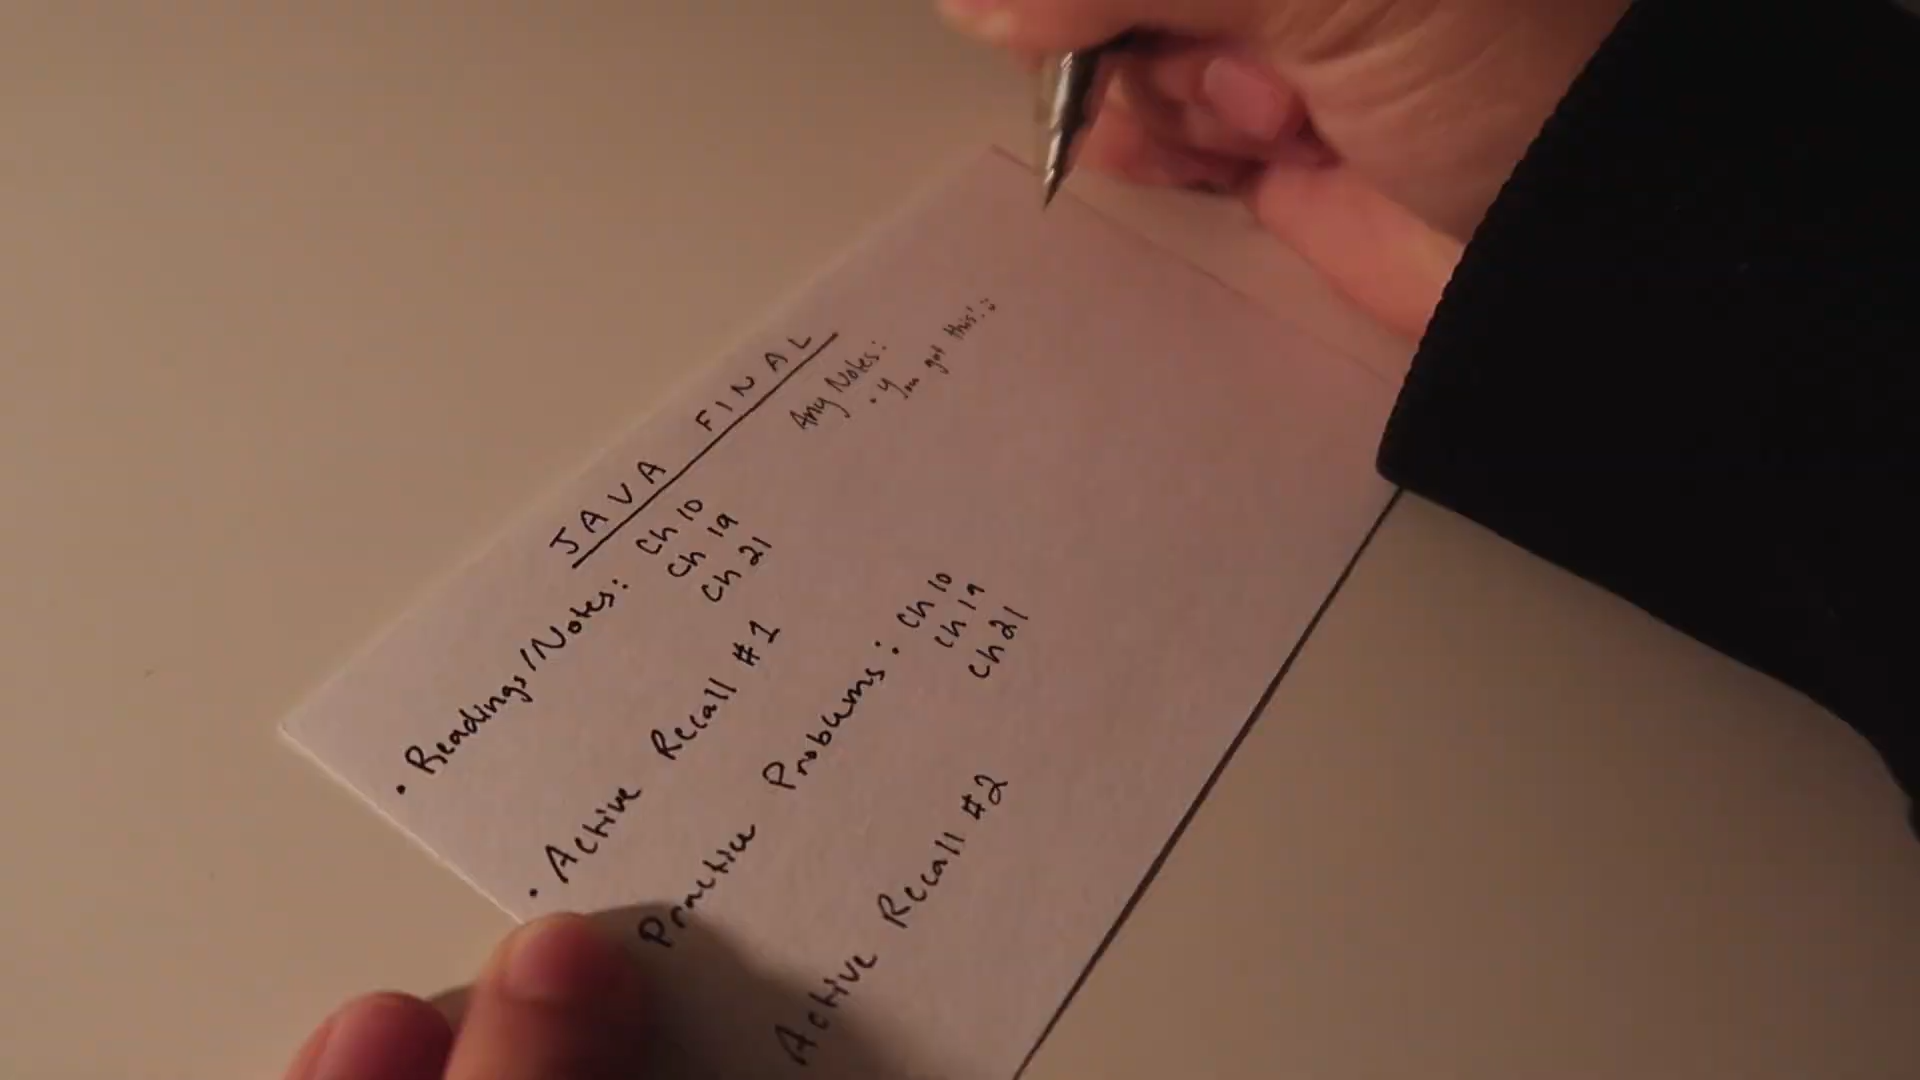 JAVA FINAL
Any Notes:
• You got this! :)
• Readings/Notes: Ch 10
Ch 19
Ch 21
• Active Recall #1
Practice Problems: Ch 10
Ch 19
Ch 21
Active Recall #2